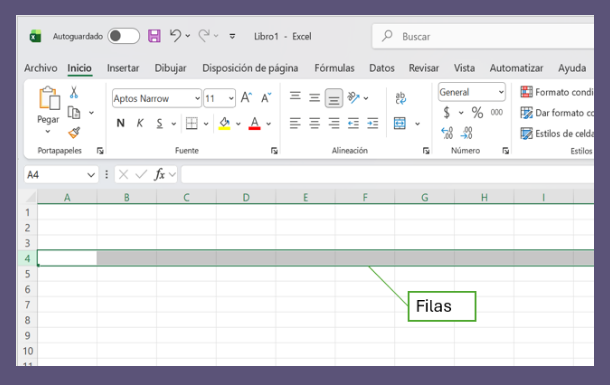 Autoguardado Libro1 - Excel Buscar
Archivo Inicio Insertar Dibujar Disposición de página Fórmulas Datos Revisar Vista Automatizar Ayuda
Pegar Aptos Narrow 11 A A ab General Formato condi
N K S A $ % 000 Dar formato co
Estilos de celda
Portapapeles Fuente Alineación Número Estilos
A4 fx
A B C D E F G H I
1
2
3
4
5
6
7
Filas
8
9
10
11